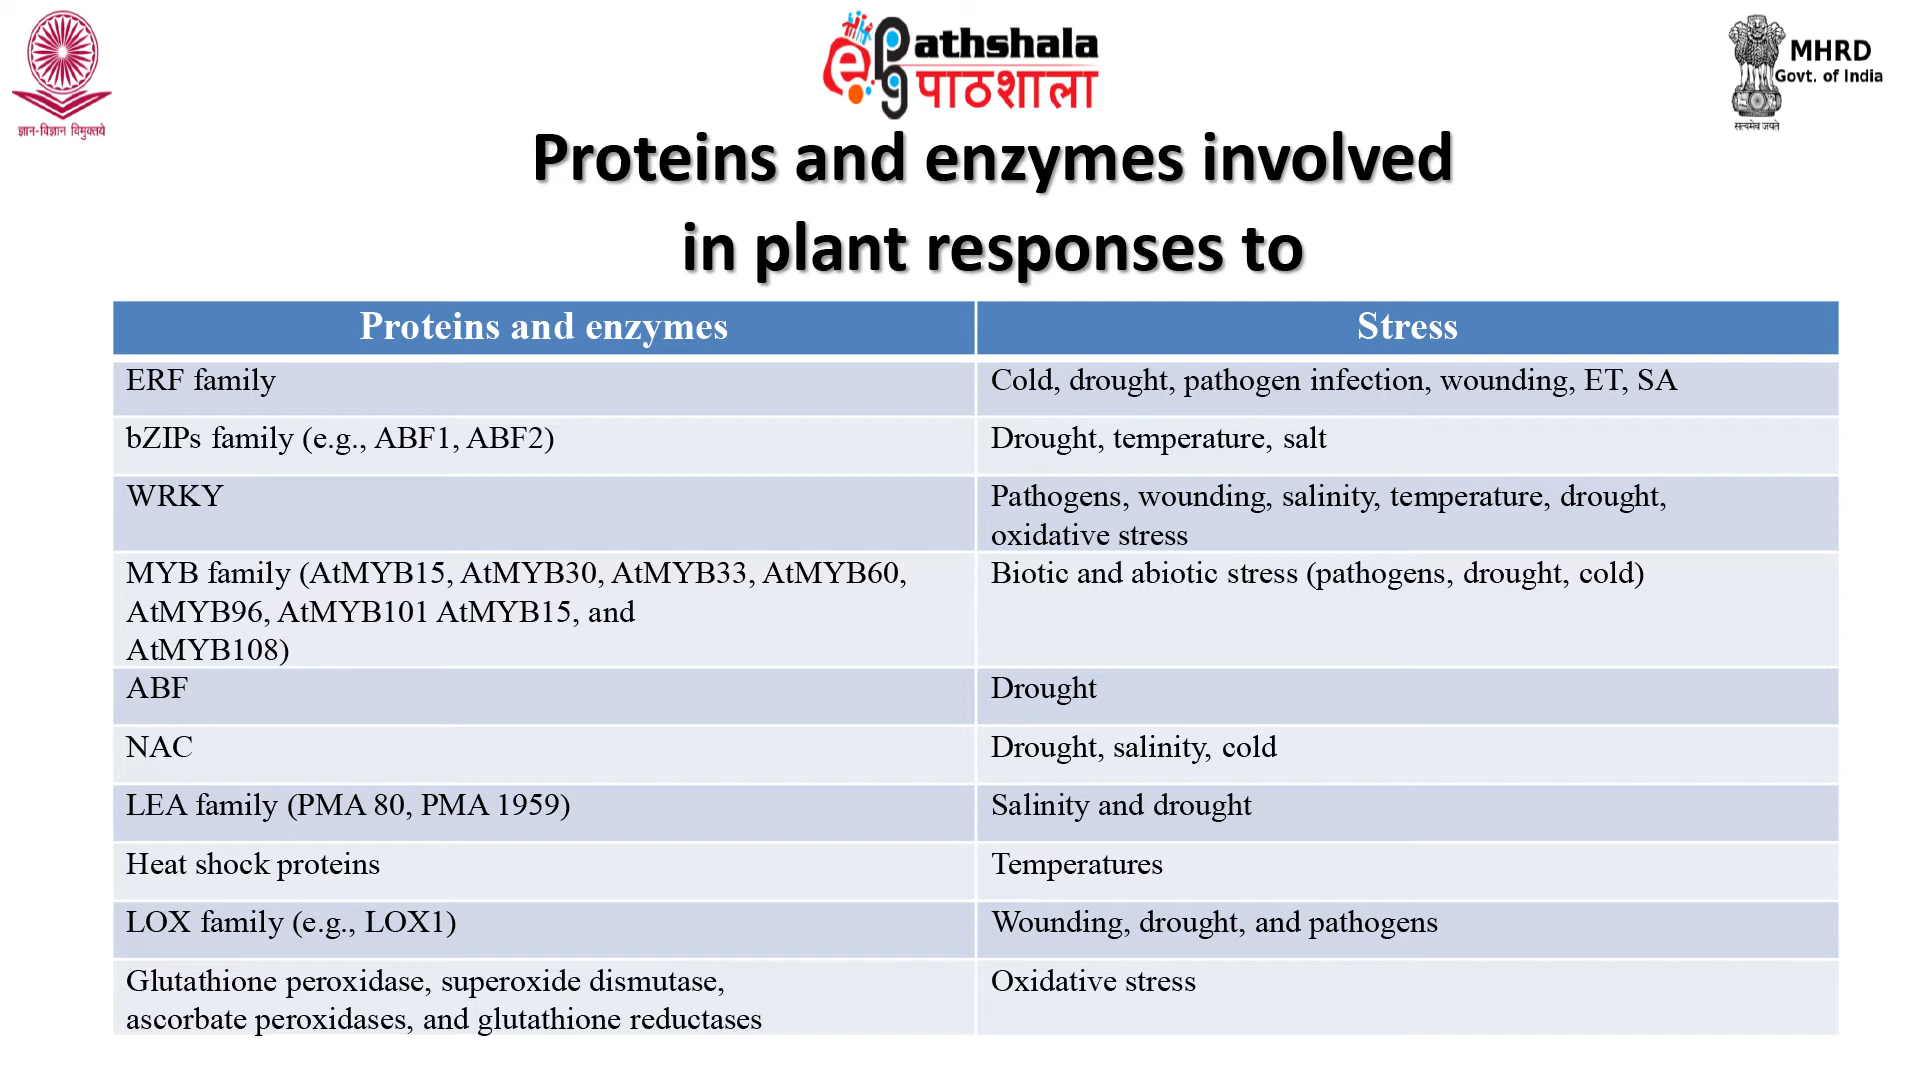 ज्ञान-विज्ञान विमुक्तये
e
pg
athshala
पाठशाला
MHRD
Govt. of India
सत्यमेव जयते
Proteins and enzymes involved
in plant responses to
Proteins and enzymes
Stress
ERF family
Cold, drought, pathogen infection, wounding, ET, SA
bZIPs family (e.g., ABF1, ABF2)
Drought, temperature, salt
WRKY
Pathogens, wounding, salinity, temperature, drought,
oxidative stress
MYB family (AtMYB15, AtMYB30, AtMYB33, AtMYB60,
AtMYB96, AtMYB101 AtMYB15, and
AtMYB108)
Biotic and abiotic stress (pathogens, drought, cold)
ABF
Drought
NAC
Drought, salinity, cold
LEA family (PMA 80, PMA 1959)
Salinity and drought
Heat shock proteins
Temperatures
LOX family (e.g., LOX1)
Wounding, drought, and pathogens
Glutathione peroxidase, superoxide dismutase,
ascorbate peroxidases, and glutathione reductases
Oxidative stress